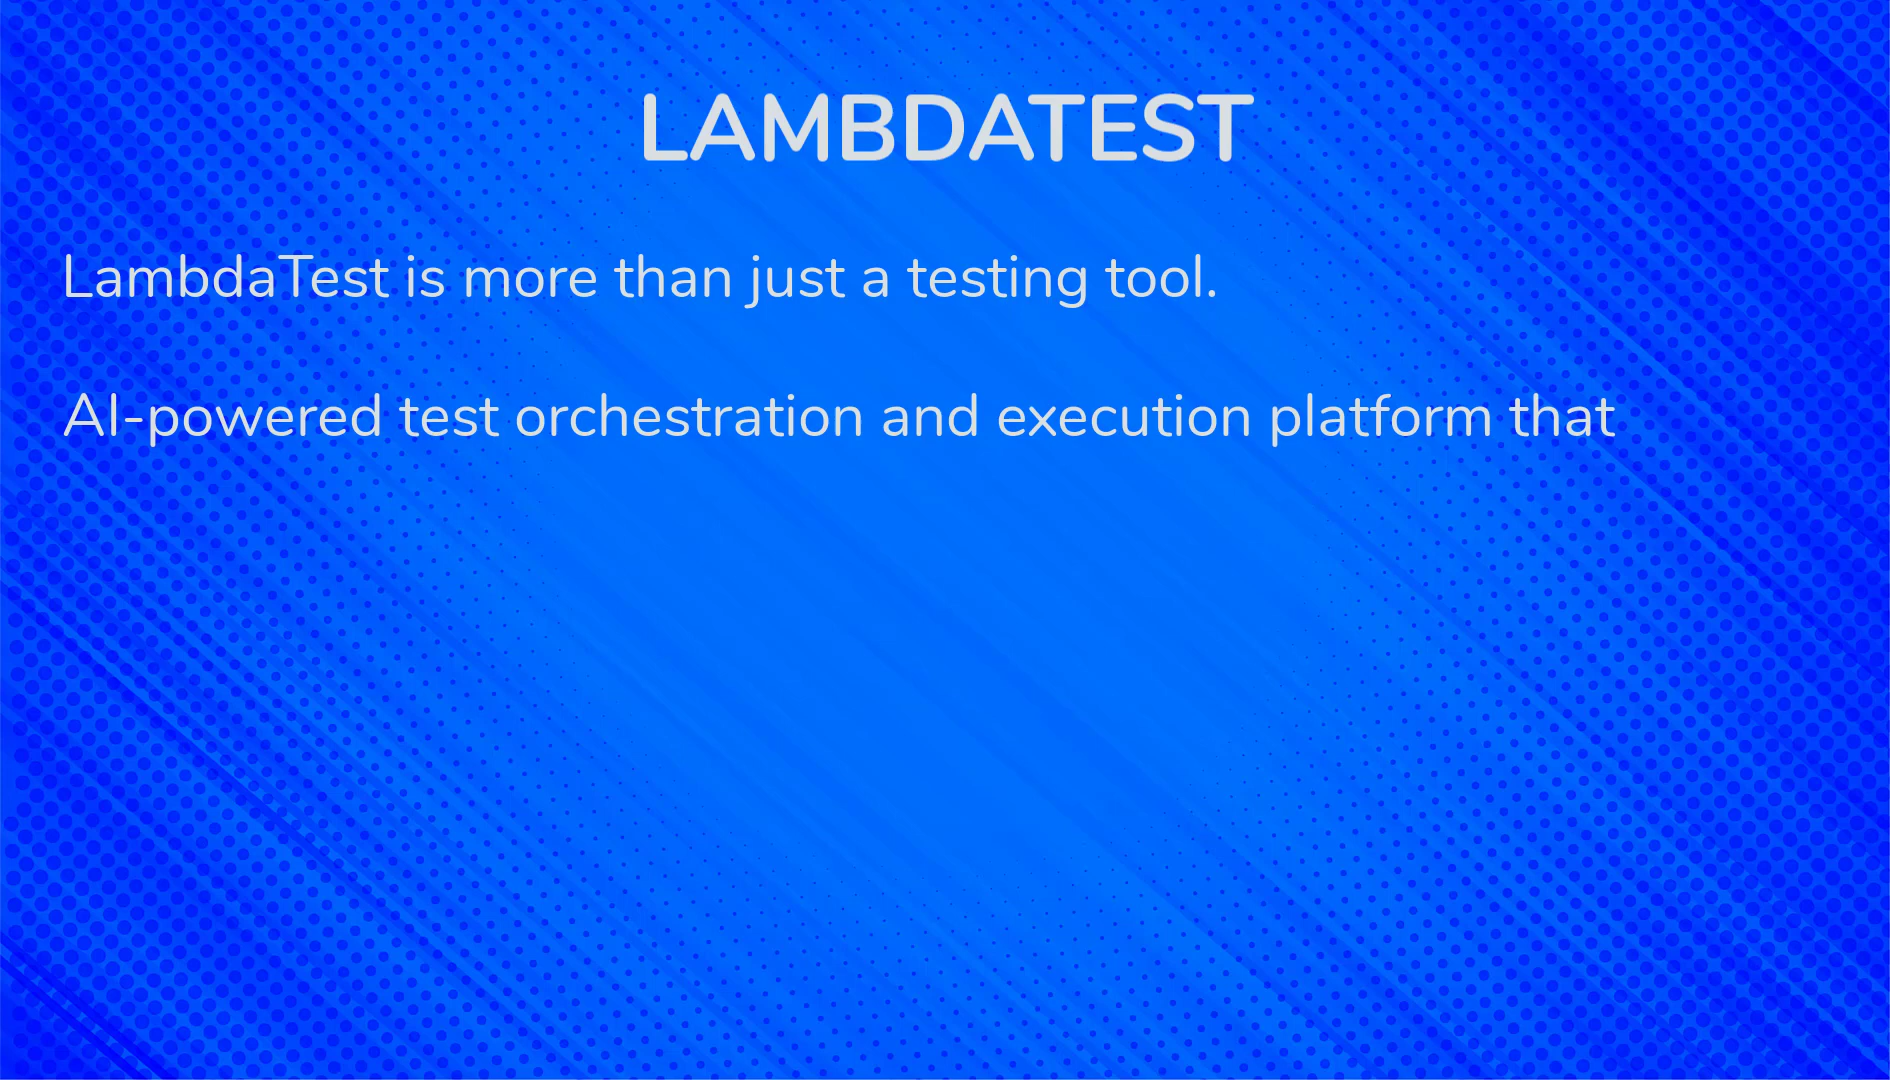 LAMBDATEST
LambdaTest is more than just a testing tool.
AI-powered test orchestration and execution platform that